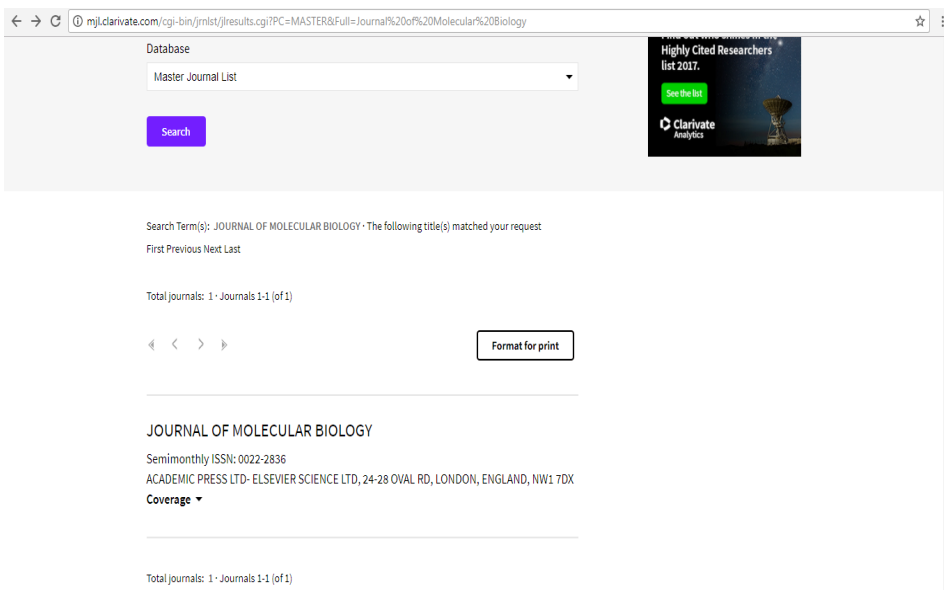 mjl.clarivate.com/cgi-bin/jrnlst/jlresults.cgi?PC=MASTER&Full=Journal%20of%20Molecular%20Biology
Database
Master Journal List
Search
Highly Cited Researchers
list 2017.
See the list
Clarivate
Analytics
Search Term(s): JOURNAL OF MOLECULAR BIOLOGY · The following title(s) matched your request
First Previous Next Last
Total journals: 1 · Journals 1-1 (of 1)
Format for print
JOURNAL OF MOLECULAR BIOLOGY
Semimonthly ISSN: 0022-2836
ACADEMIC PRESS LTD- ELSEVIER SCIENCE LTD, 24-28 OVAL RD, LONDON, ENGLAND, NW1 7DX
Coverage
Total journals: 1 · Journals 1-1 (of 1)